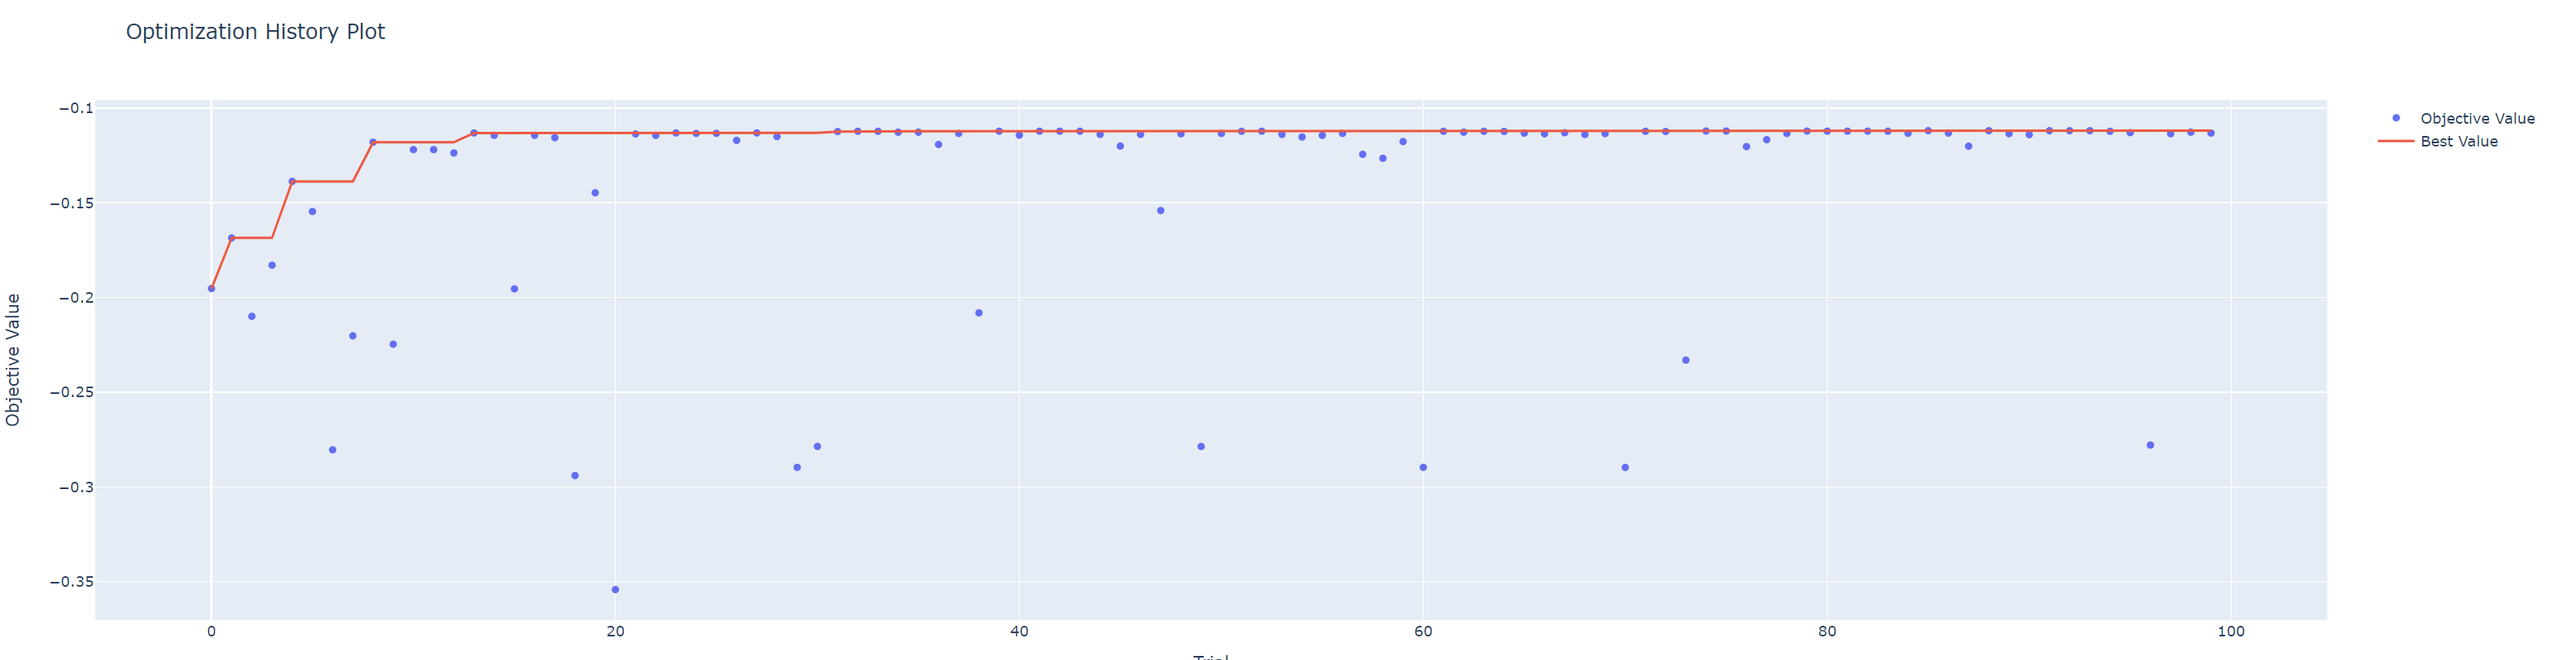 Optimization History Plot
−0.1
−0.15
−0.2
−0.25
−0.3
−0.35
Objective Value
0 20 40 60 80 100
Trial
Objective Value
Best Value